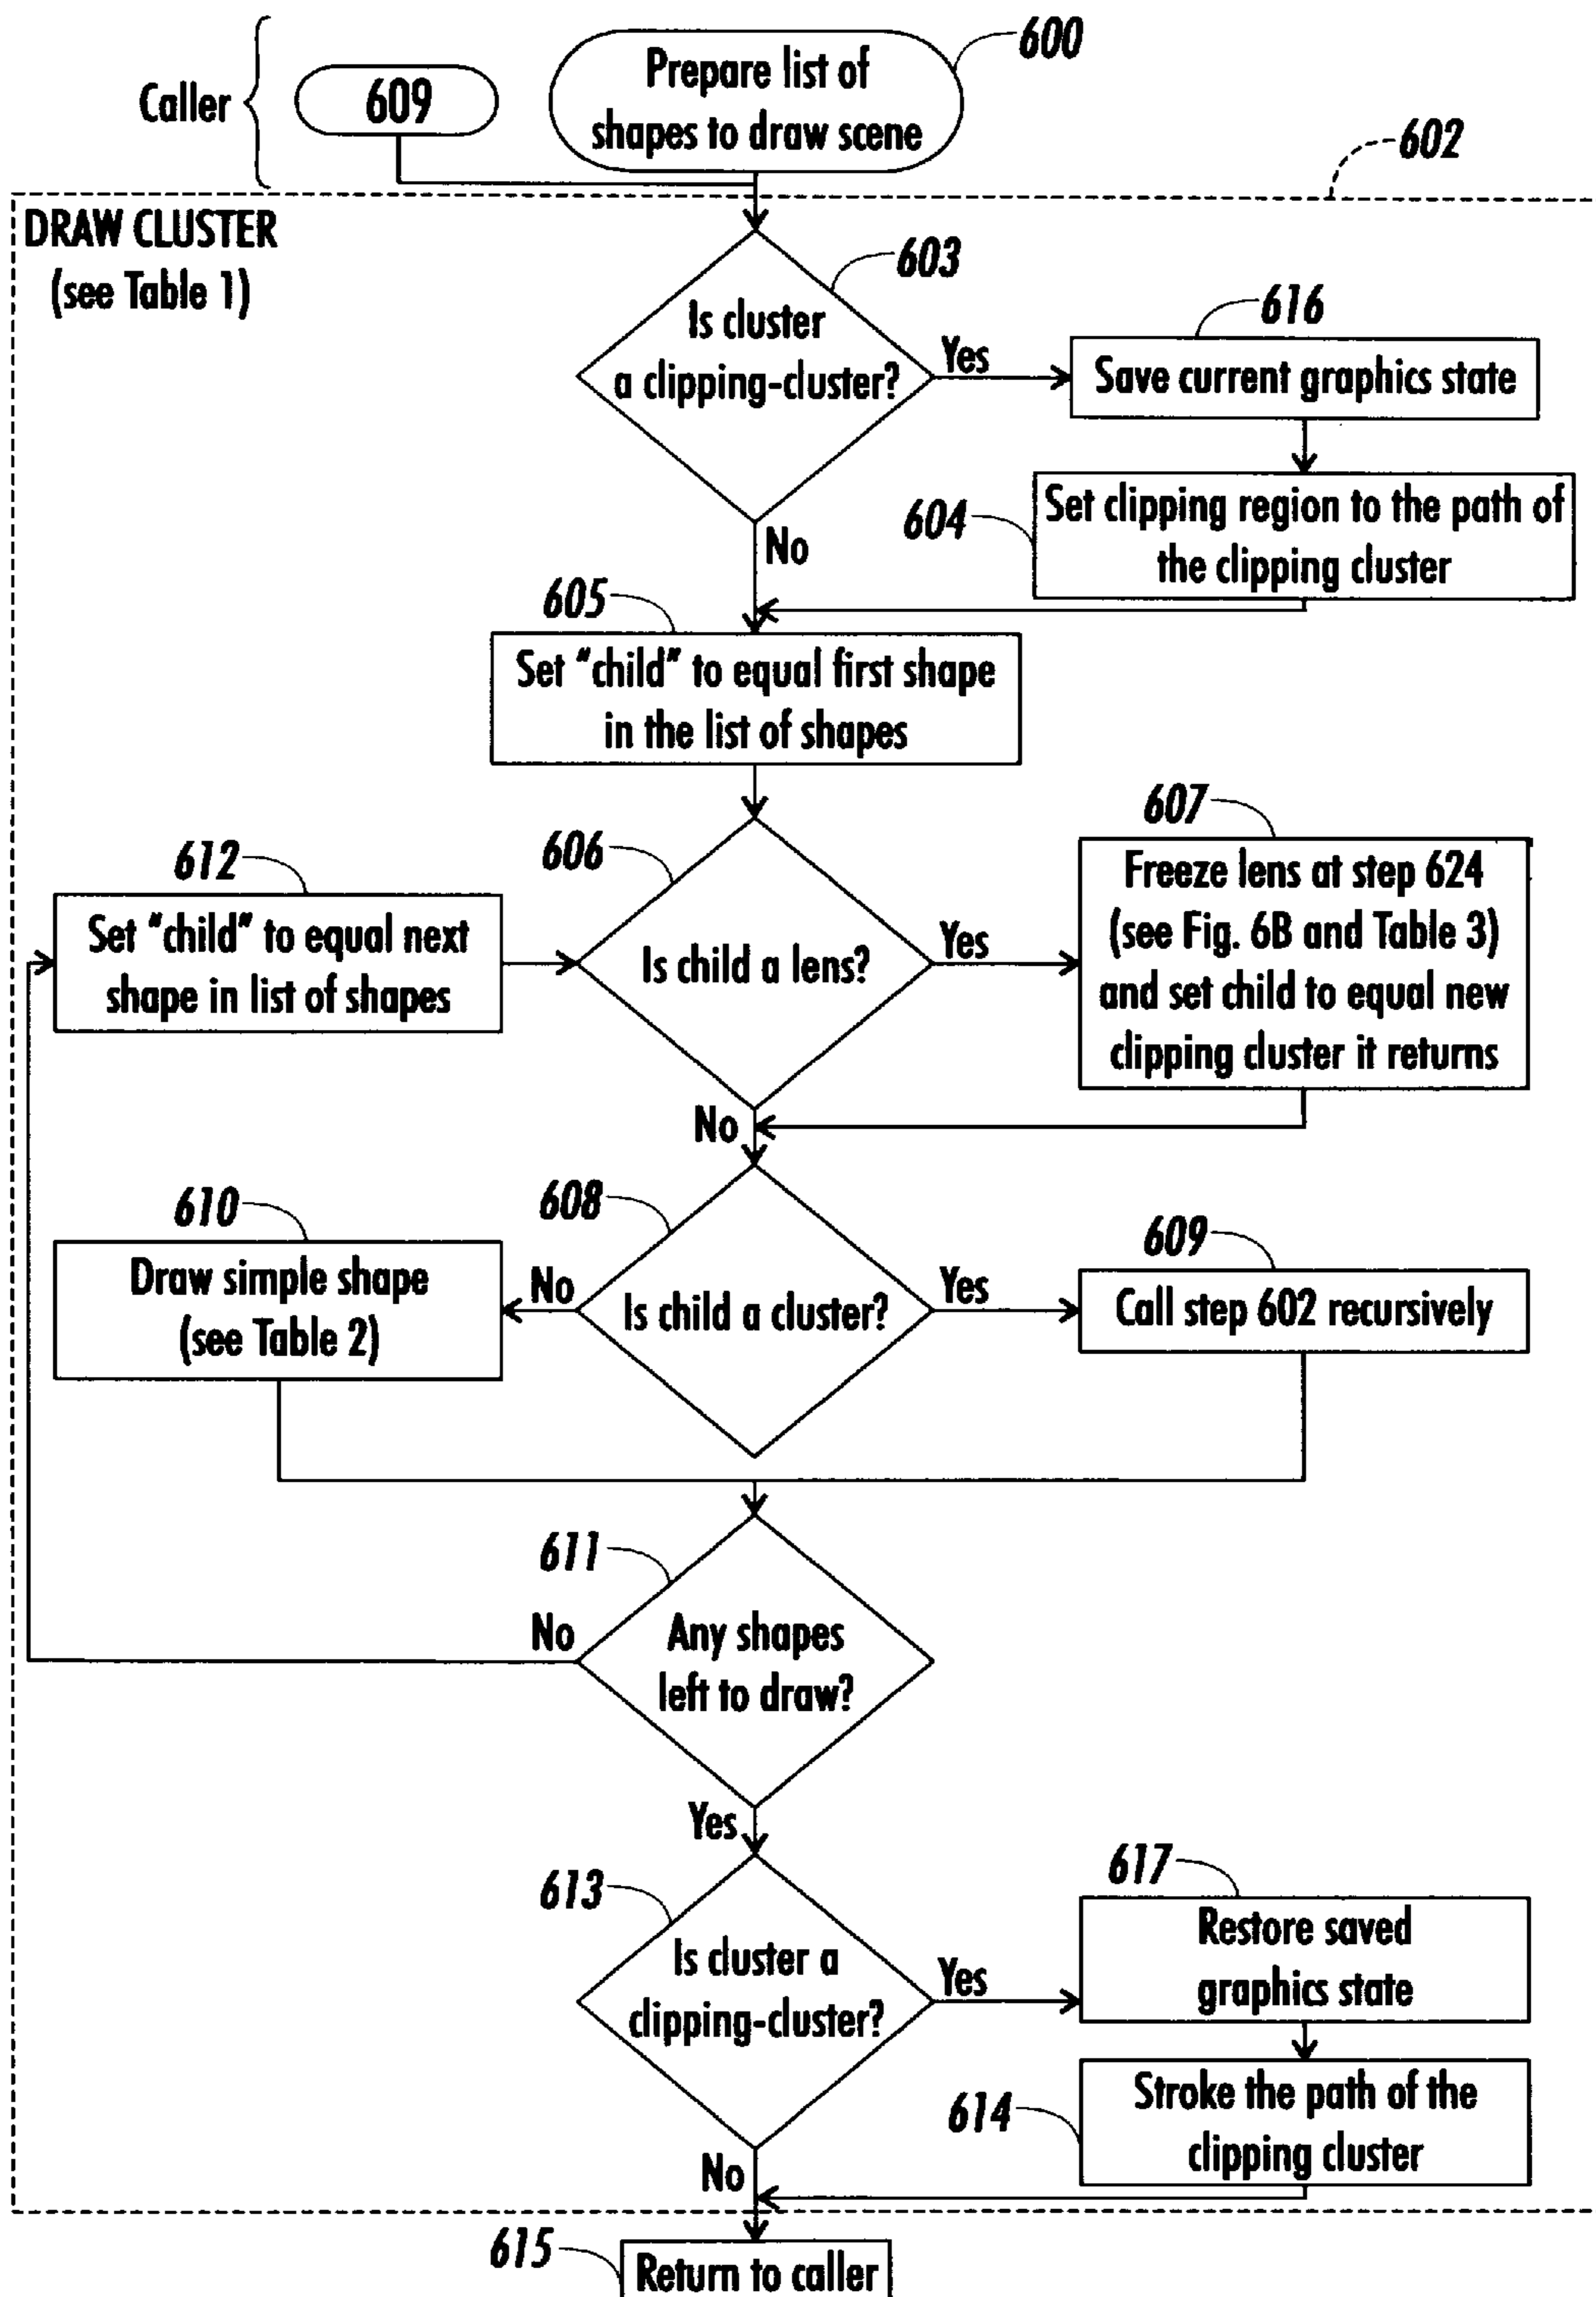 600
Caller
609
Prepare list of
shapes to draw scene
602
DRAW CLUSTER
(see Table 1)
603
Is cluster
a clipping-cluster?
Yes
616
Save current graphics state
604
Set clipping region to the path of
the clipping cluster
No
605
Set “child” to equal first shape
in the list of shapes
612
Set “child” to equal next
shape in list of shapes
606
Is child a lens?
Yes
607
Freeze lens at step 624
(see Fig. 6B and Table 3)
and set child to equal new
clipping cluster it returns
No
610
Draw simple shape
(see Table 2)
No
608
Is child a cluster?
Yes
609
Call step 602 recursively
611
No
Any shapes
left to draw?
Yes
613
Is cluster a
clipping-cluster?
Yes
617
Restore saved
graphics state
614
Stroke the path of the
clipping cluster
No
615
Return to caller